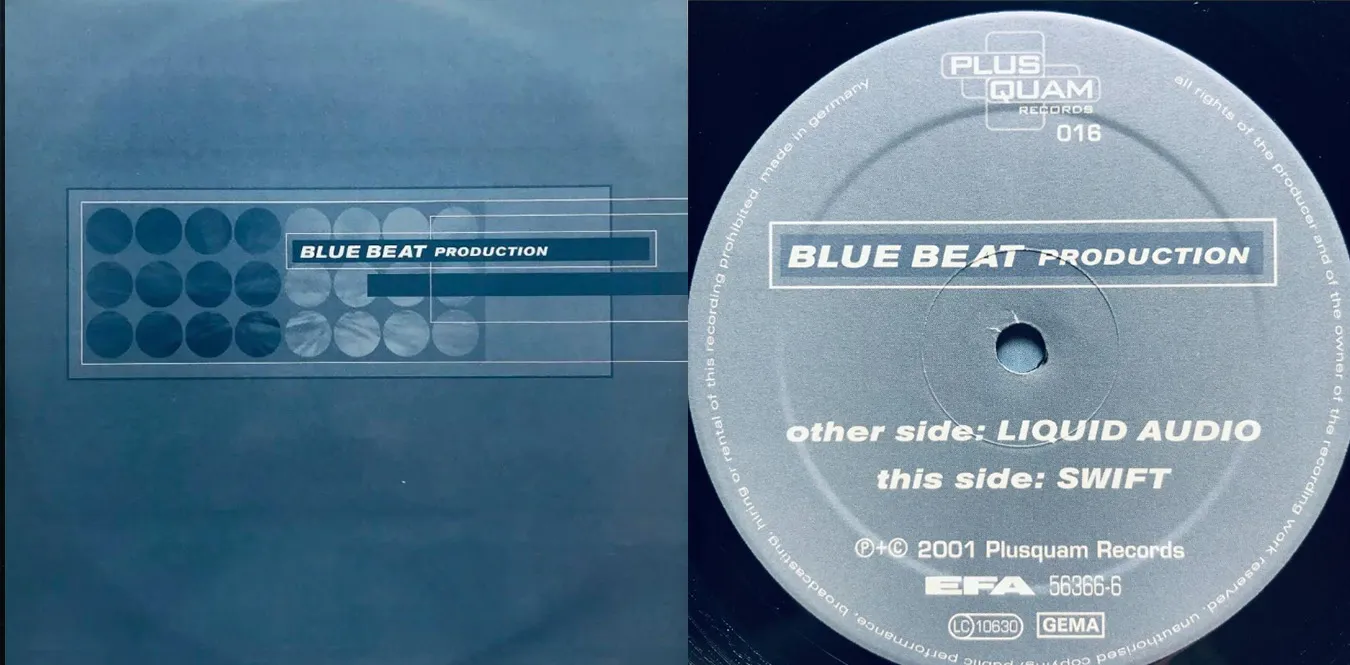 BLUE BEAT PRODUCTION
PLUS
QUAM
RECORDS
016
BLUE BEAT PRODUCTION
other side: LIQUID AUDIO
this side: SWIFT
Ⓟ+© 2001 Plusquam Records
EFA 56366-6
LC 10630 GEMA
all rights of the producer and of the owner of the recording work reserved. unauthorised copying, public performance, broadcasting, hiring or rental of this recording prohibited. made in germany